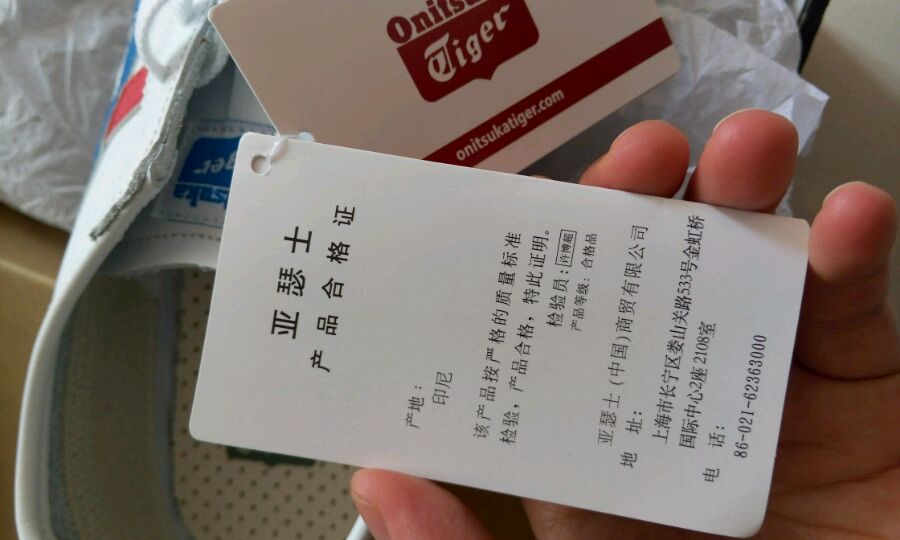 Onitsuka
Tiger
onitsukatiger.com
亚瑟士
产品合格证
产地：
印尼
该产品按严格的质量标准
检验，产品合格，特此证明。
检验员：许博超
产品等级：合格品
亚瑟士（中国）商贸有限公司
地　址：
上海市长宁区娄山关路533号金虹桥
国际中心2座 2108室
电　话：
86-021-62363000
Tiger